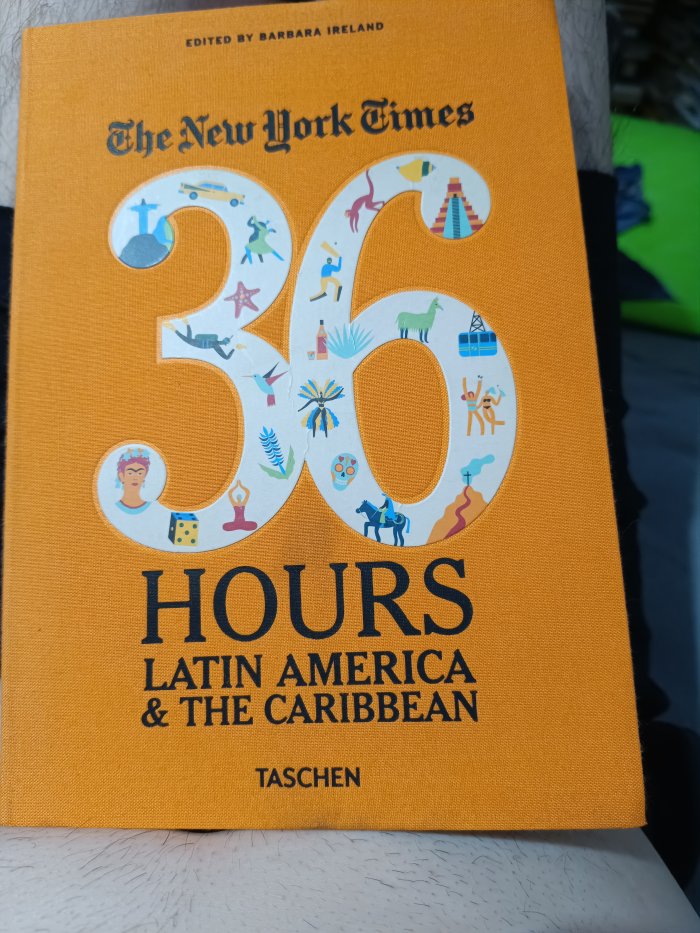 EDITED BY BARBARA IRELAND
The New York Times
36
HOURS
LATIN AMERICA
& THE CARIBBEAN
TASCHEN